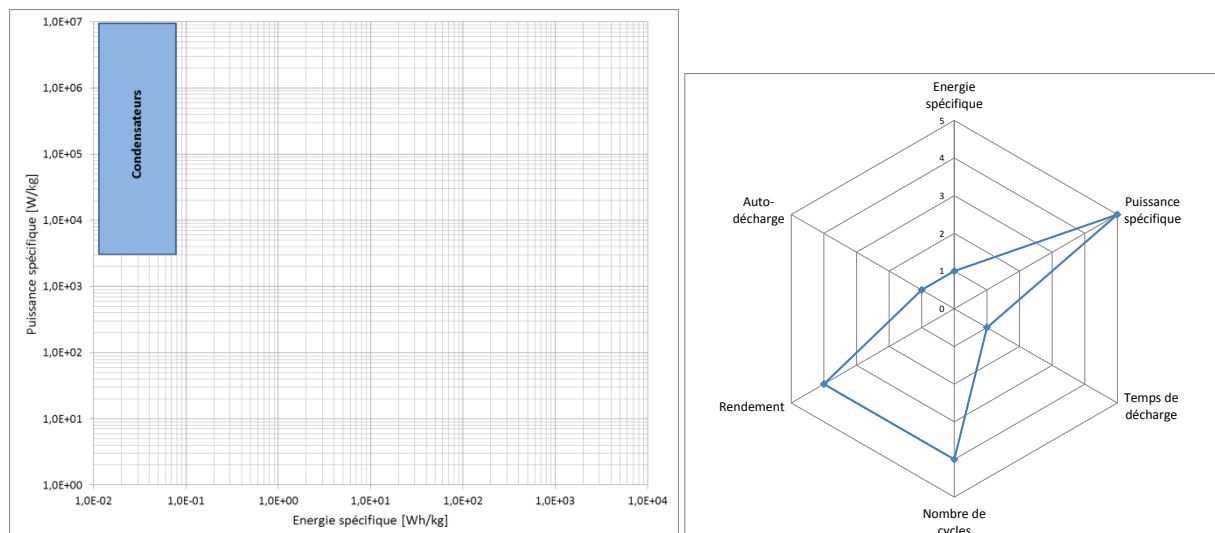 1,0E+07
1,0E+06
1,0E+05
1,0E+04
1,0E+03
1,0E+02
1,0E+01
1,0E+00
Puissance spécifique [W/kg]
Condensateurs
1,0E-02
1,0E-01
1,0E+00
1,0E+01
1,0E+02
1,0E+03
1,0E+04
Energie spécifique [Wh/kg]
Energie
spécifique
5
4
3
2
1
0
Puissance
spécifique
Temps de
décharge
Nombre de
cycles
Rendement
Auto-
décharge